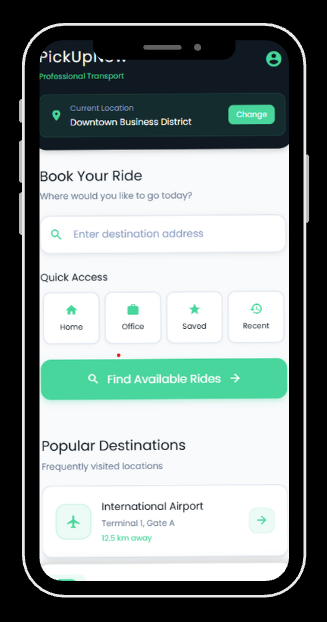 PickUpNow
Professional Transport
Current Location
Downtown Business District
Change
Book Your Ride
Where would you like to go today?
Enter destination address
Quick Access
Home
Office
Saved
Recent
Find Available Rides
Popular Destinations
Frequently visited locations
International Airport
Terminal 1, Gate A
12.5 km away